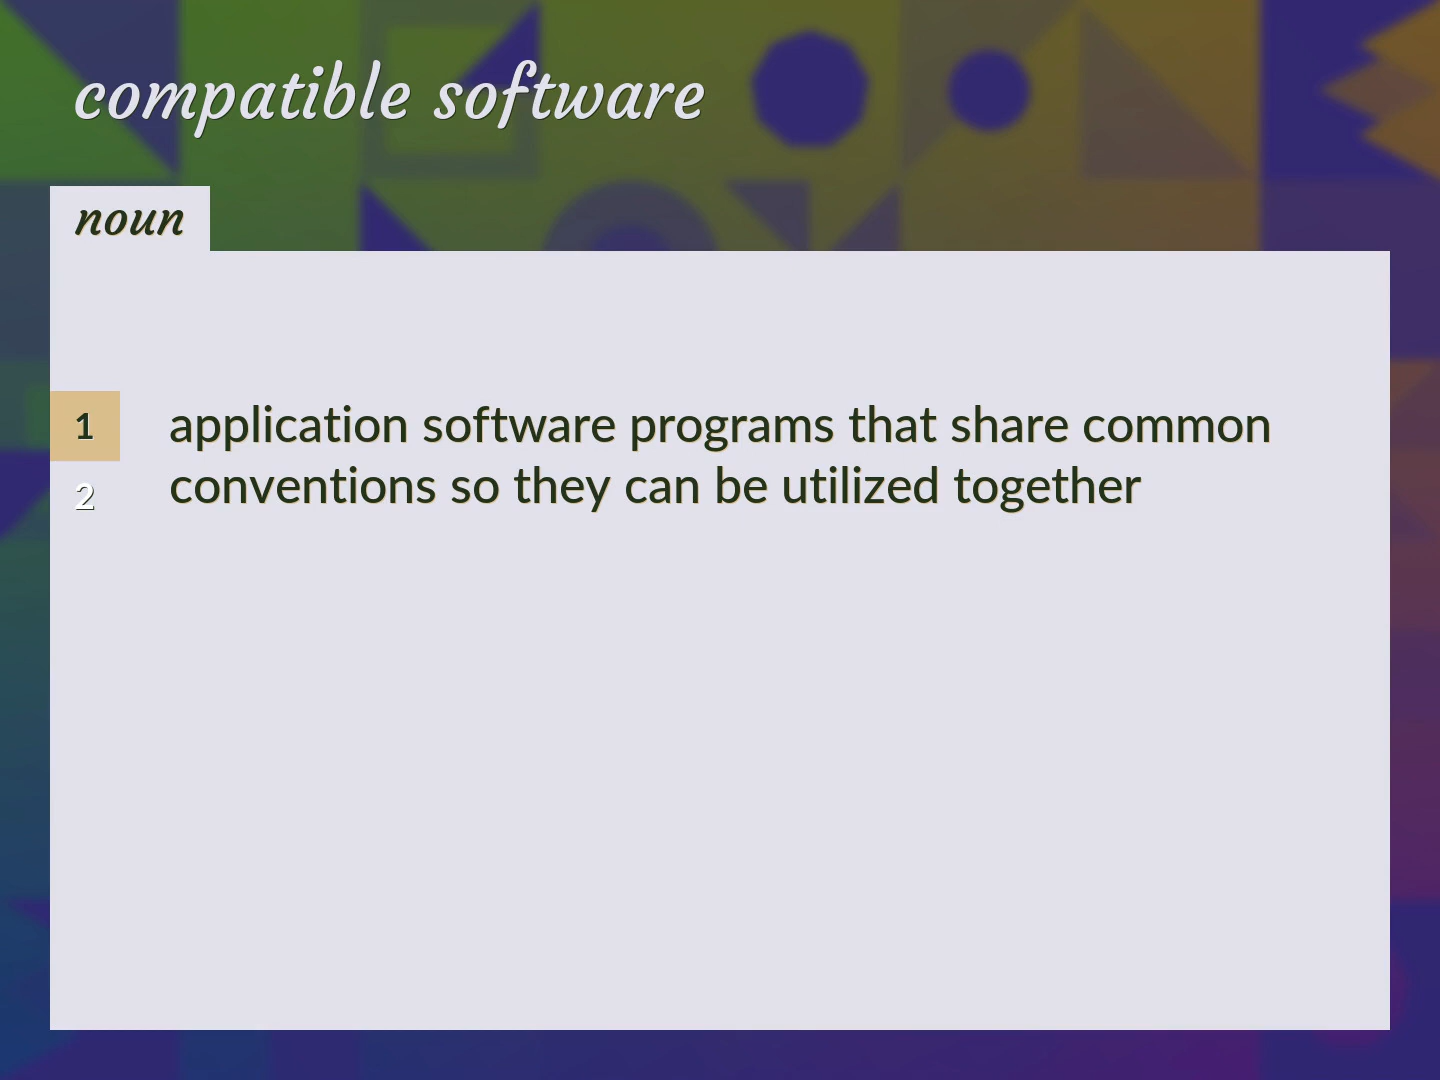 compatible software
noun
1
application software programs that share common
conventions so they can be utilized together
2